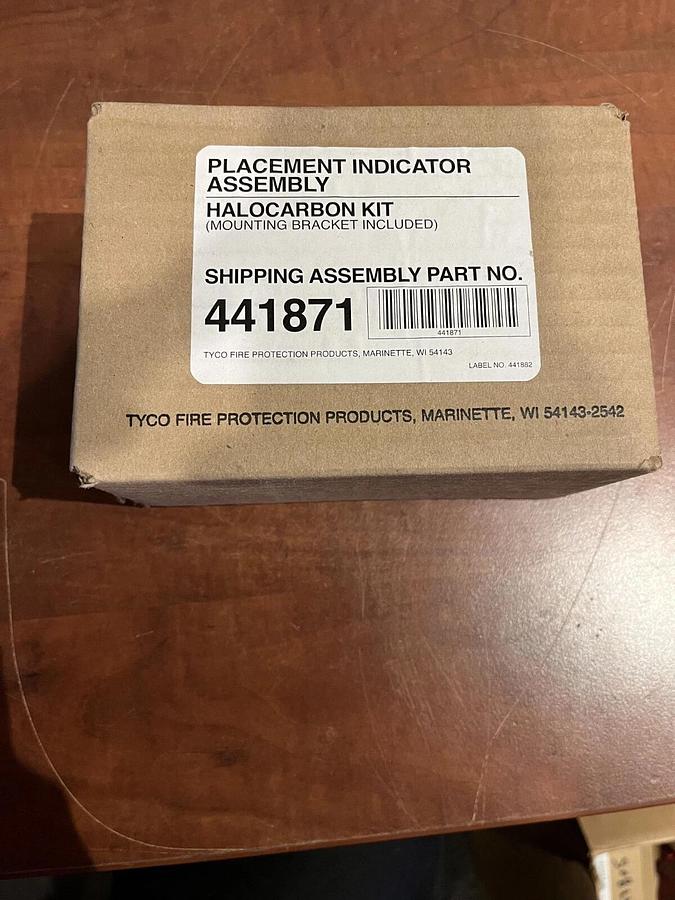 PLACEMENT INDICATOR
ASSEMBLY
HALOCARBON KIT
(MOUNTING BRACKET INCLUDED)
SHIPPING ASSEMBLY PART NO.
441871
441871
TYCO FIRE PROTECTION PRODUCTS, MARINETTE, WI 54143
LABEL NO. 441882
TYCO FIRE PROTECTION PRODUCTS, MARINETTE, WI 54143-2542